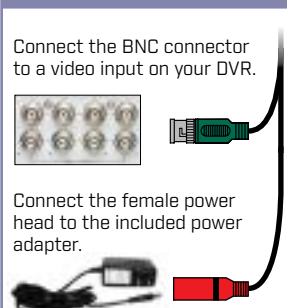 Connect the BNC connector
to a video input on your DVR.
Connect the female power
head to the included power
adapter.